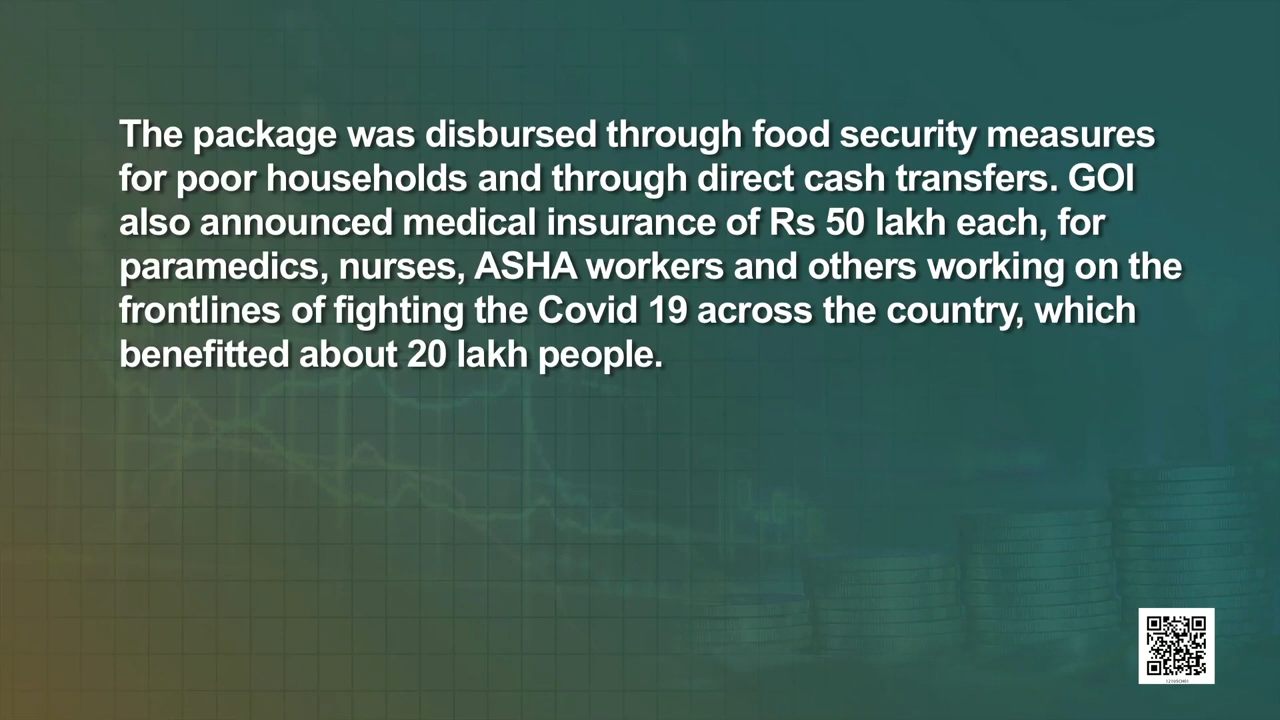 The package was disbursed through food security measures
for poor households and through direct cash transfers. GOI
also announced medical insurance of Rs 50 lakh each, for
paramedics, nurses, ASHA workers and others working on the
frontlines of fighting the Covid 19 across the country, which
benefitted about 20 lakh people.